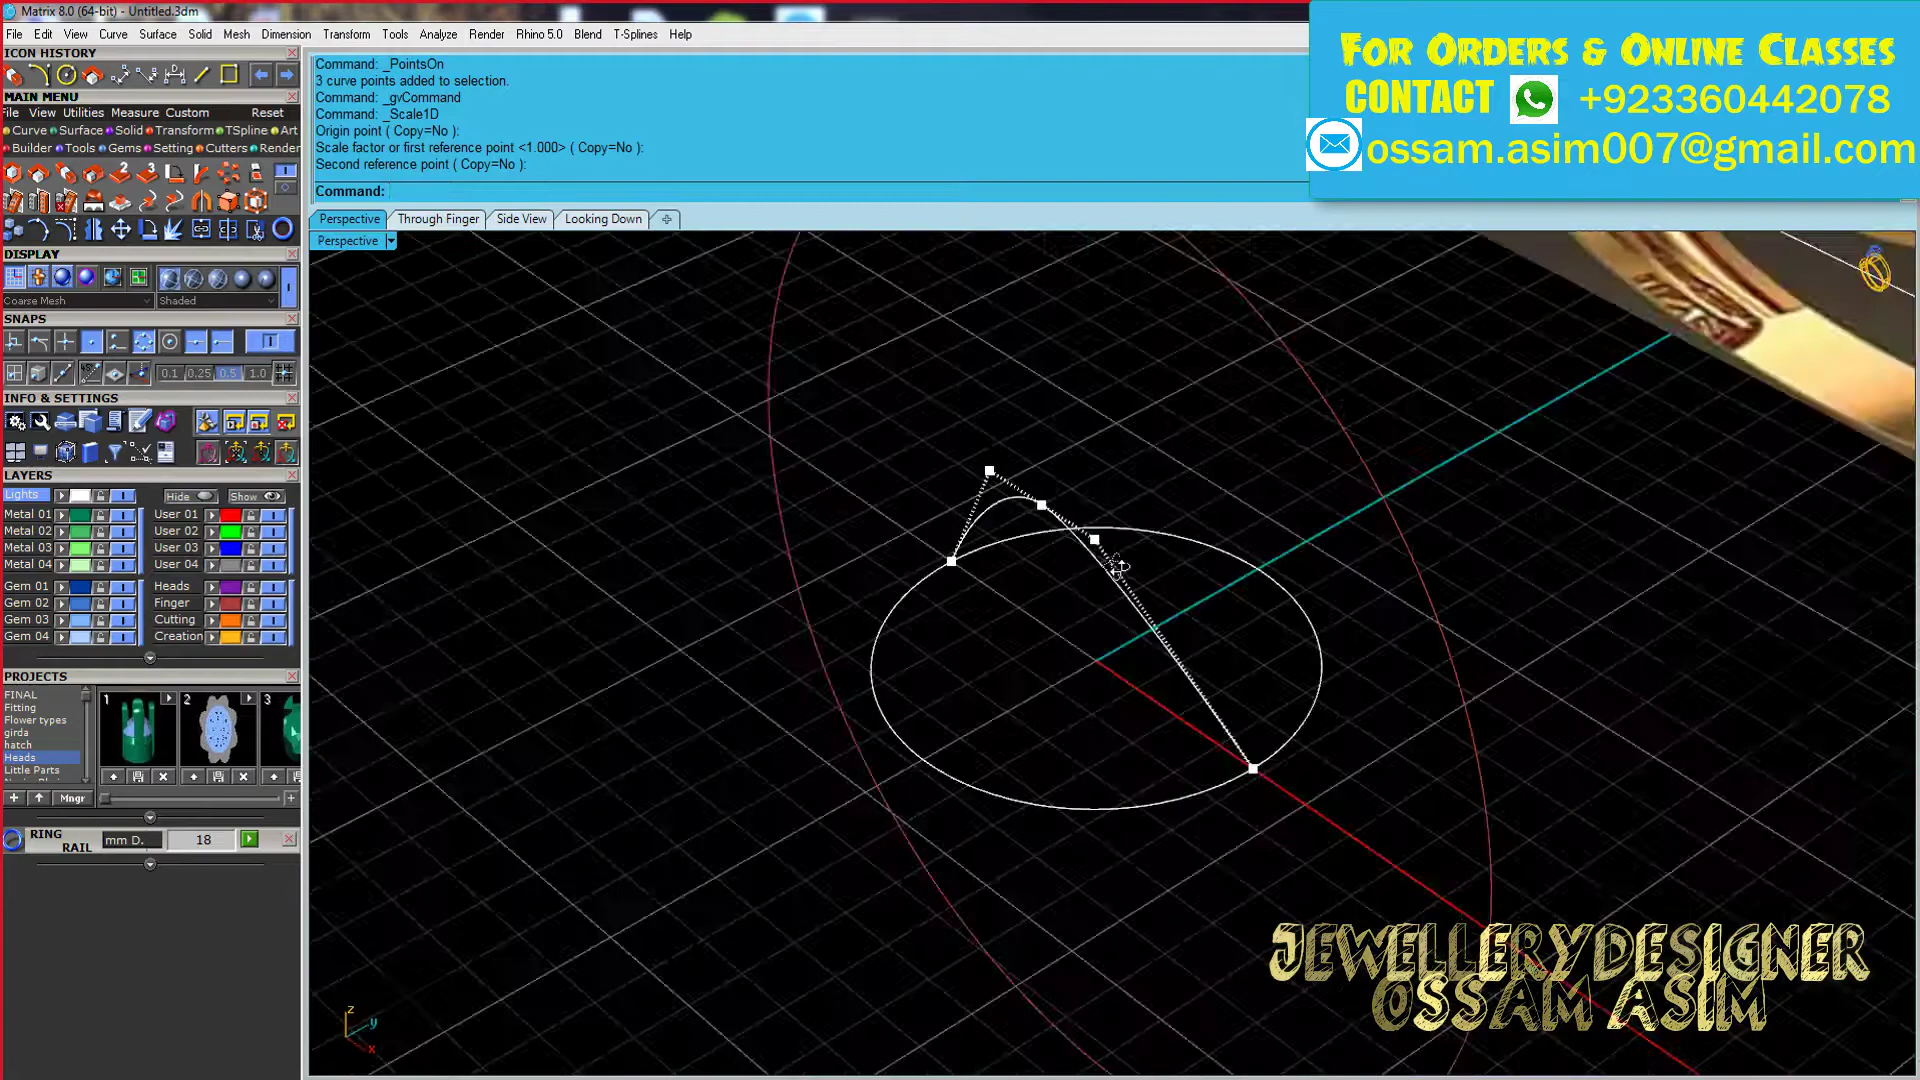 Matrix 8.0 (64-bit) - Untitled.3dm
File Edit View Curve Surface Solid Mesh Dimension Transform Tools Analyze Render Rhino 5.0 Blend T-Splines Help
ICON HISTORY
MAIN MENU
File View Utilities Measure Custom Reset
Curve Surface Solid Transform TSpline Art
Builder Tools Gems Setting Cutters Render
DISPLAY
Coarse Mesh Shaded
SNAPS
0.1 0.25 0.5 1.0
INFO & SETTINGS
LAYERS
Lights Hide Show
Metal 01 User 01
Metal 02 User 02
Metal 03 User 03
Metal 04 User 04
Gem 01 Heads
Gem 02 Finger
Gem 03 Cutting
Gem 04 Creation
PROJECTS
FINAL
Fitting
Flower types
girda
hatch
Heads
Little Parts
1 2 3
Mngr
RING RAIL mm D. 18
Command: _PointsOn
3 curve points added to selection.
Command: _gvCommand
Command: _Scale1D
Origin point ( Copy=No ):
Scale factor or first reference point <1.000> ( Copy=No ):
Second reference point ( Copy=No ):
Command:
Perspective Through Finger Side View Looking Down
Perspective
For Orders & Online Classes
CONTACT +923360442078
ossam.asim007@gmail.com
z
y
x
JEWELLERYDESIGNER
OSSAM ASIM